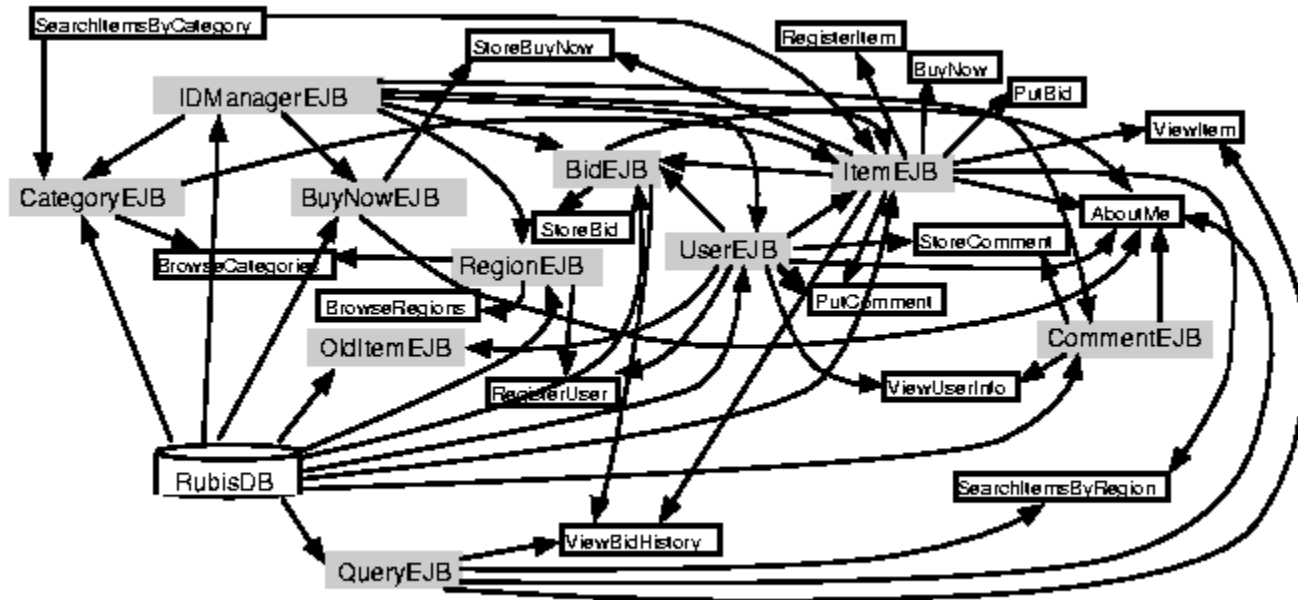 SearchItemsByCategory
StoreBuyNow
RegisterItem
BuyNow
PutBid
IDManagerEJB
ViewItem
BidEJB
ItemEJB
CategoryEJB
BuyNowEJB
AboutMe
StoreBid
UserEJB
StoreComment
BrowseCategories
RegionEJB
BrowseRegions
PutComment
OldItemEJB
CommentEJB
RegisterUser
ViewUserInfo
RubisDB
SearchItemsByRegion
ViewBidHistory
QueryEJB